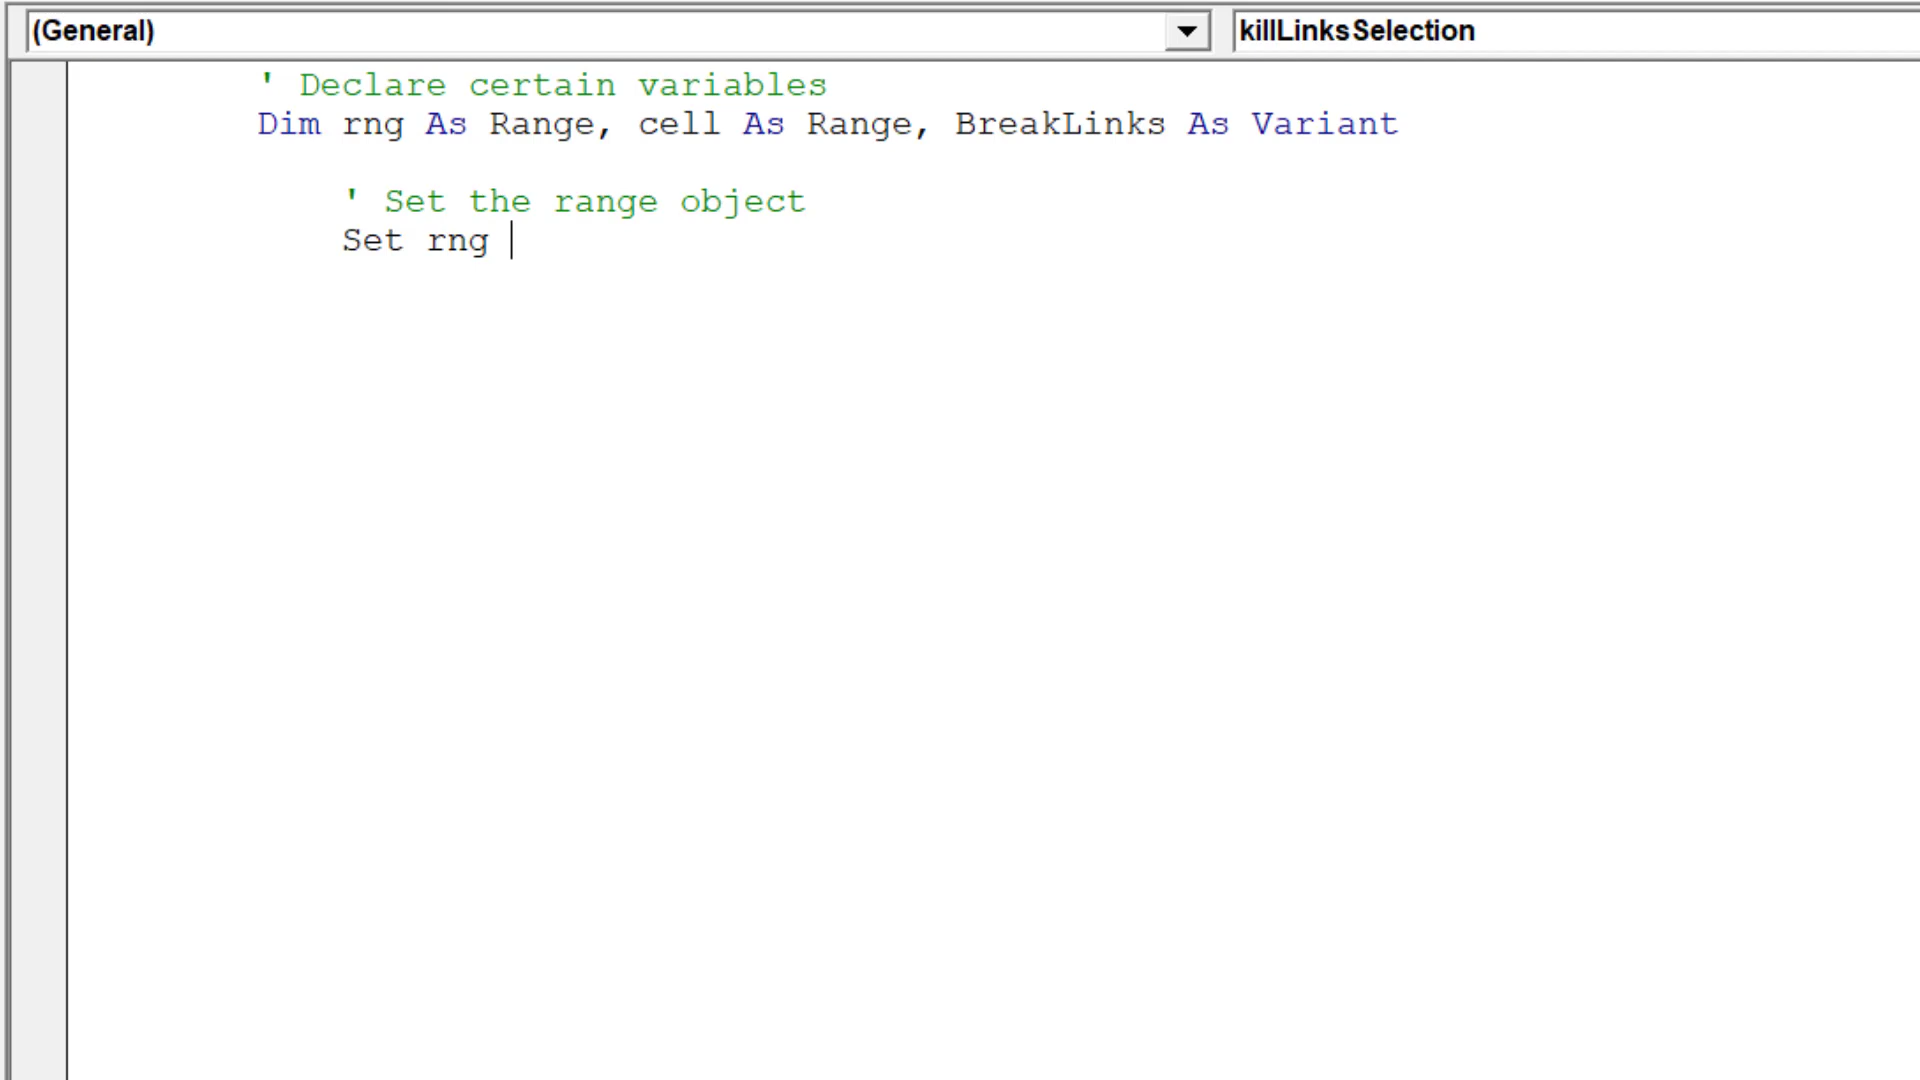 (General) killLinksSelection
' Declare certain variables
Dim rng As Range, cell As Range, BreakLinks As Variant
' Set the range object
Set rng